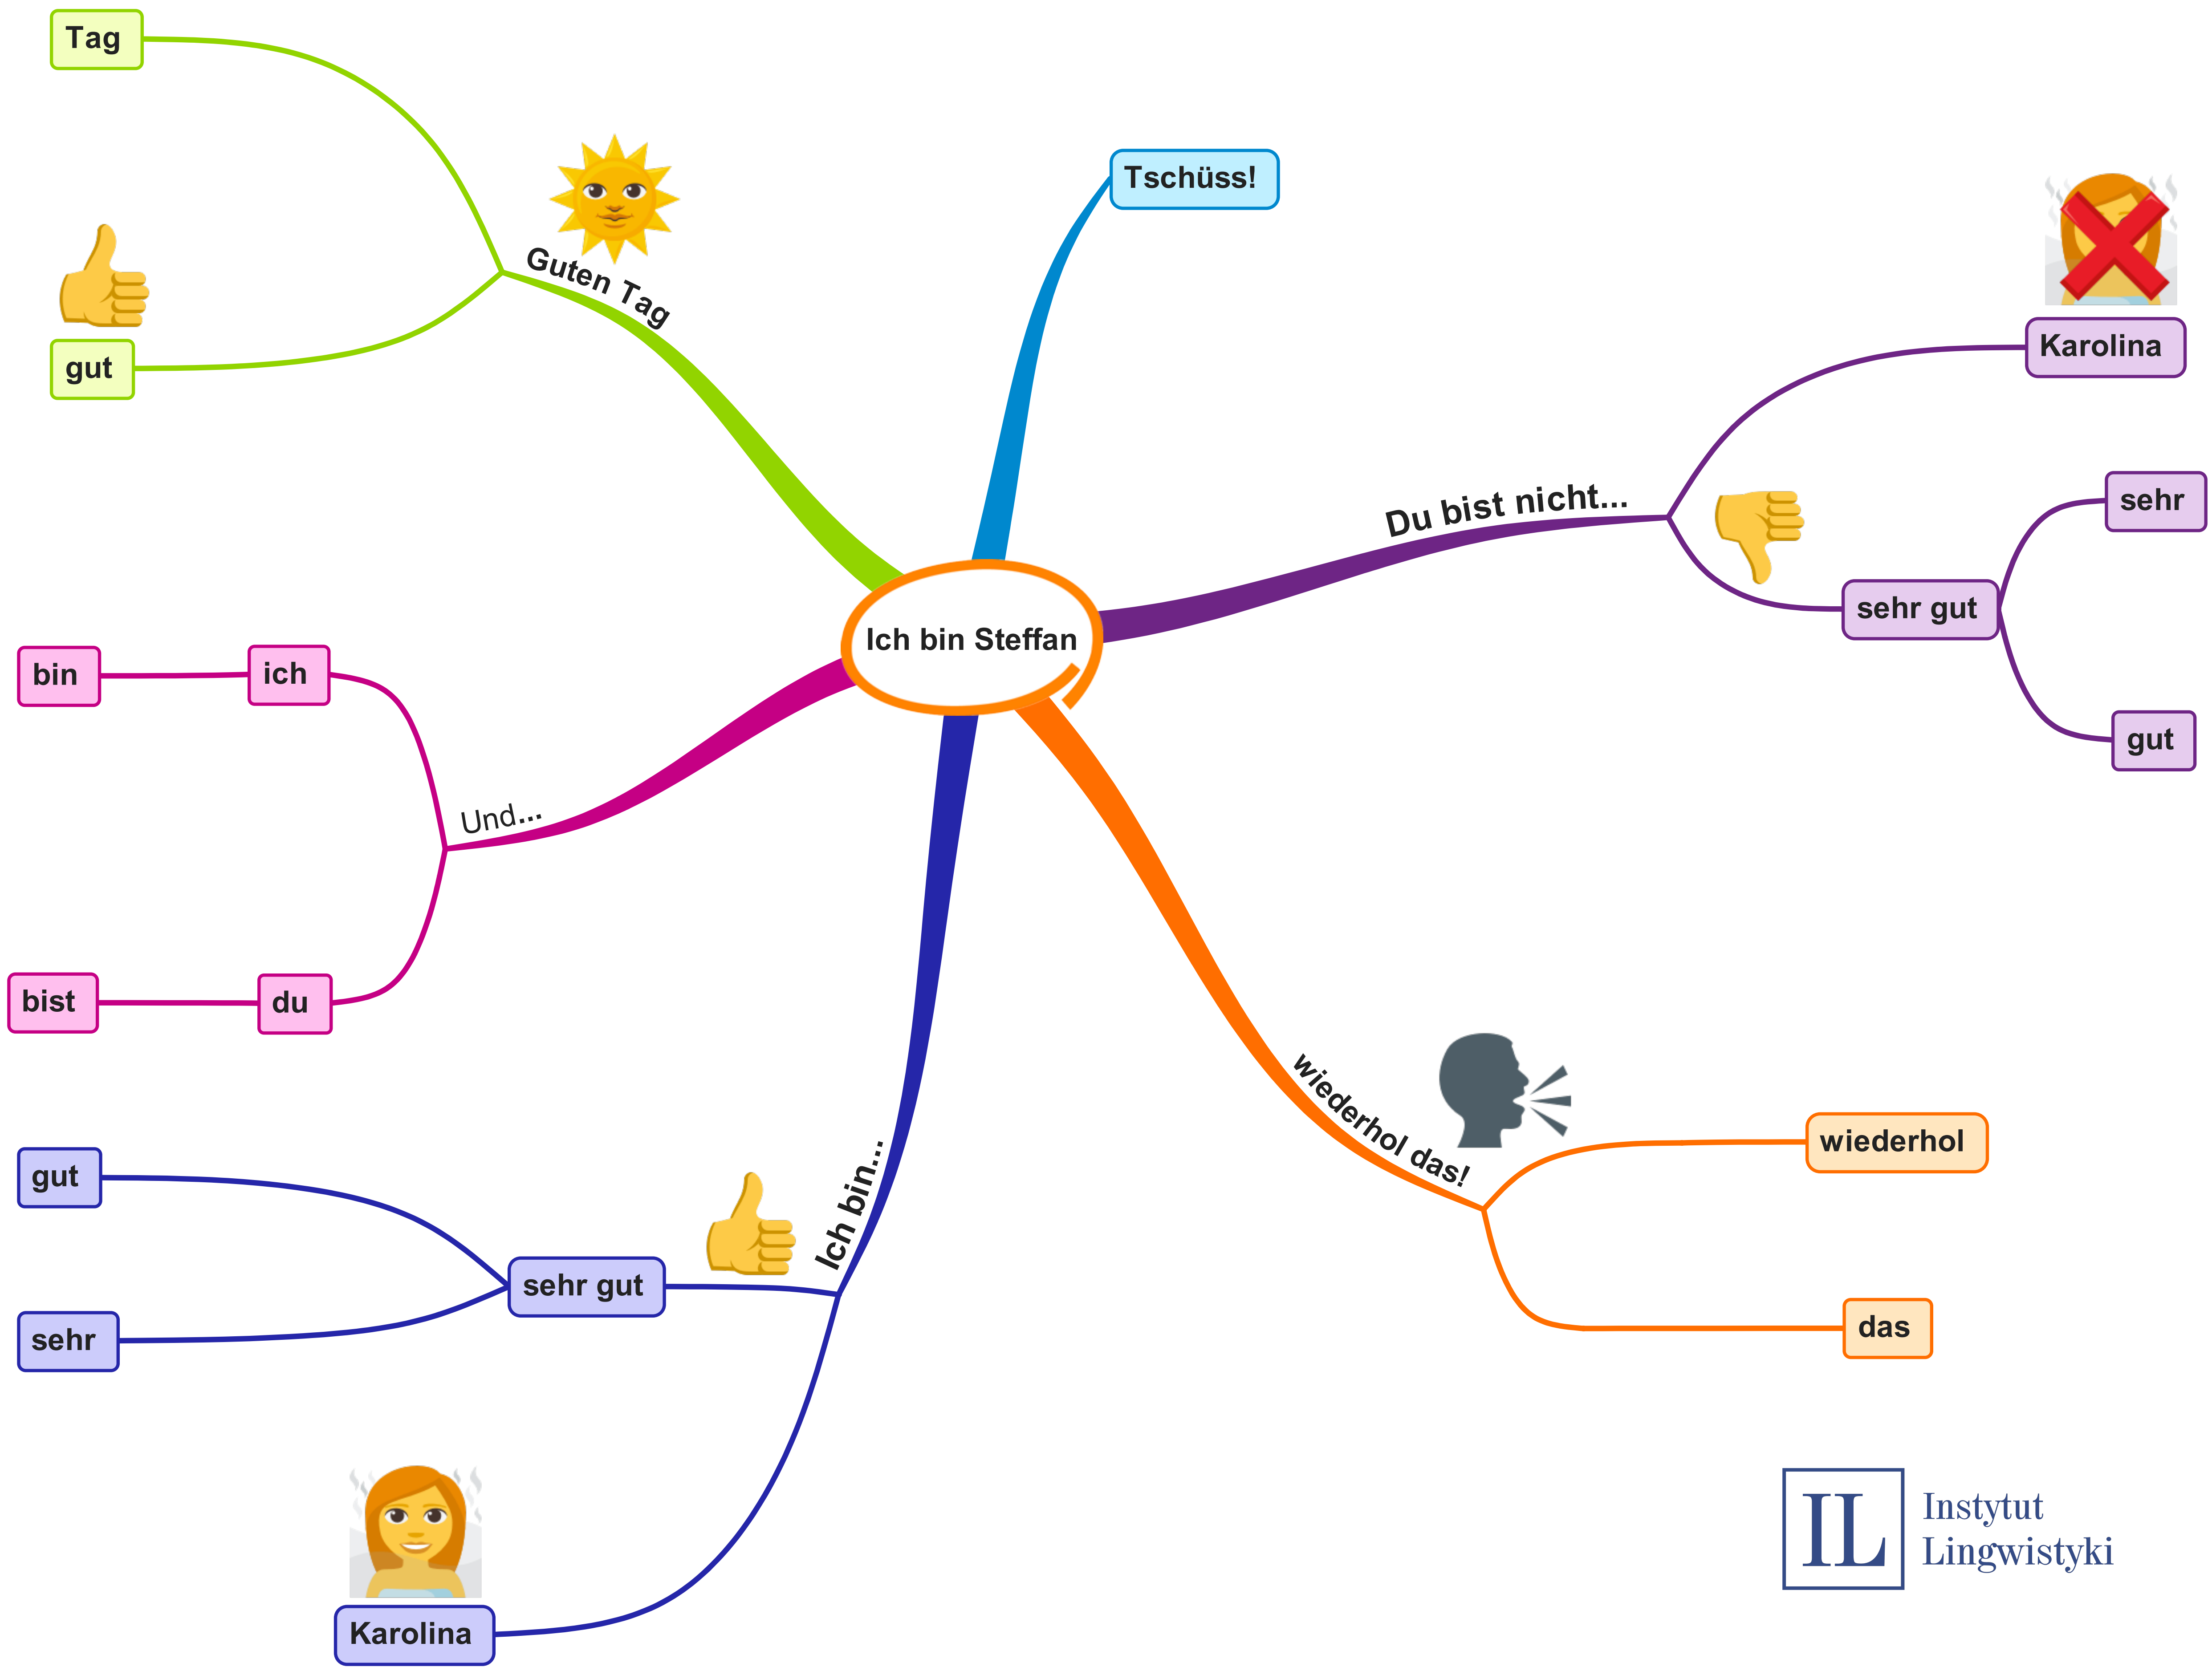 Tag
Guten Tag
gut
Tschüss!
Karolina
Du bist nicht...
sehr
sehr gut
gut
Ich bin Steffan
bin
ich
Und...
bist
du
wiederhol das!
wiederhol
das
Ich bin...
gut
sehr gut
sehr
Karolina
IL
Instytut
Lingwistyki